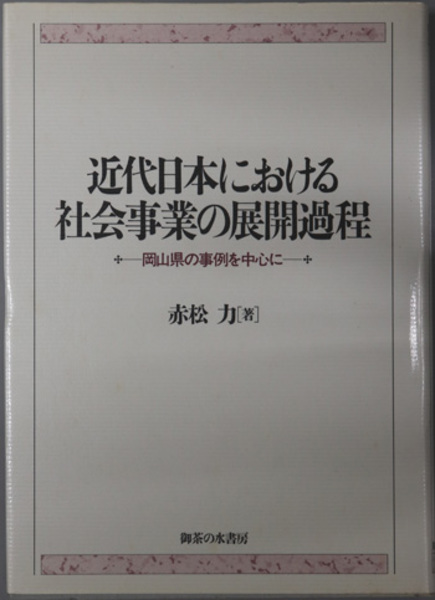 近代日本における
社会事業の展開過程
岡山県の事例を中心に
赤松 力[著]
御茶の水書房